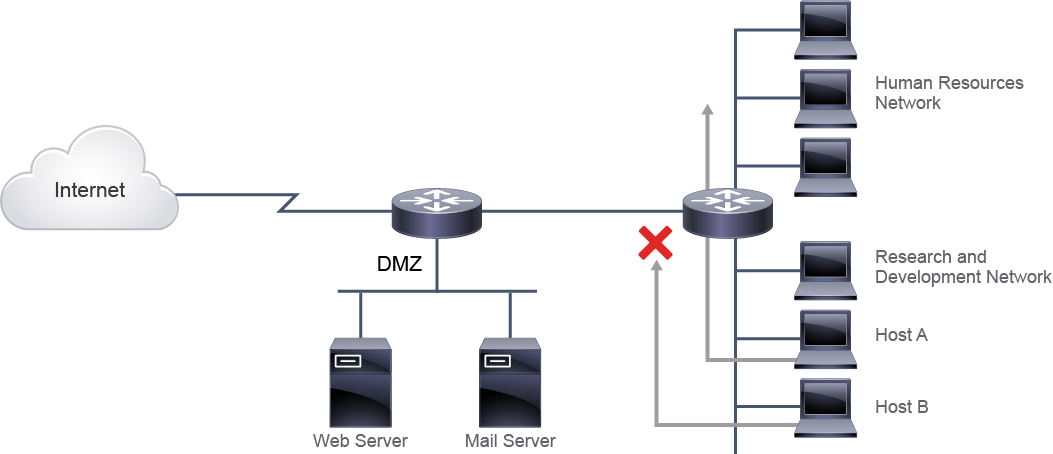 Human Resources
Network
Internet
DMZ
Research and
Development Network
Host A
Host B
Web Server
Mail Server